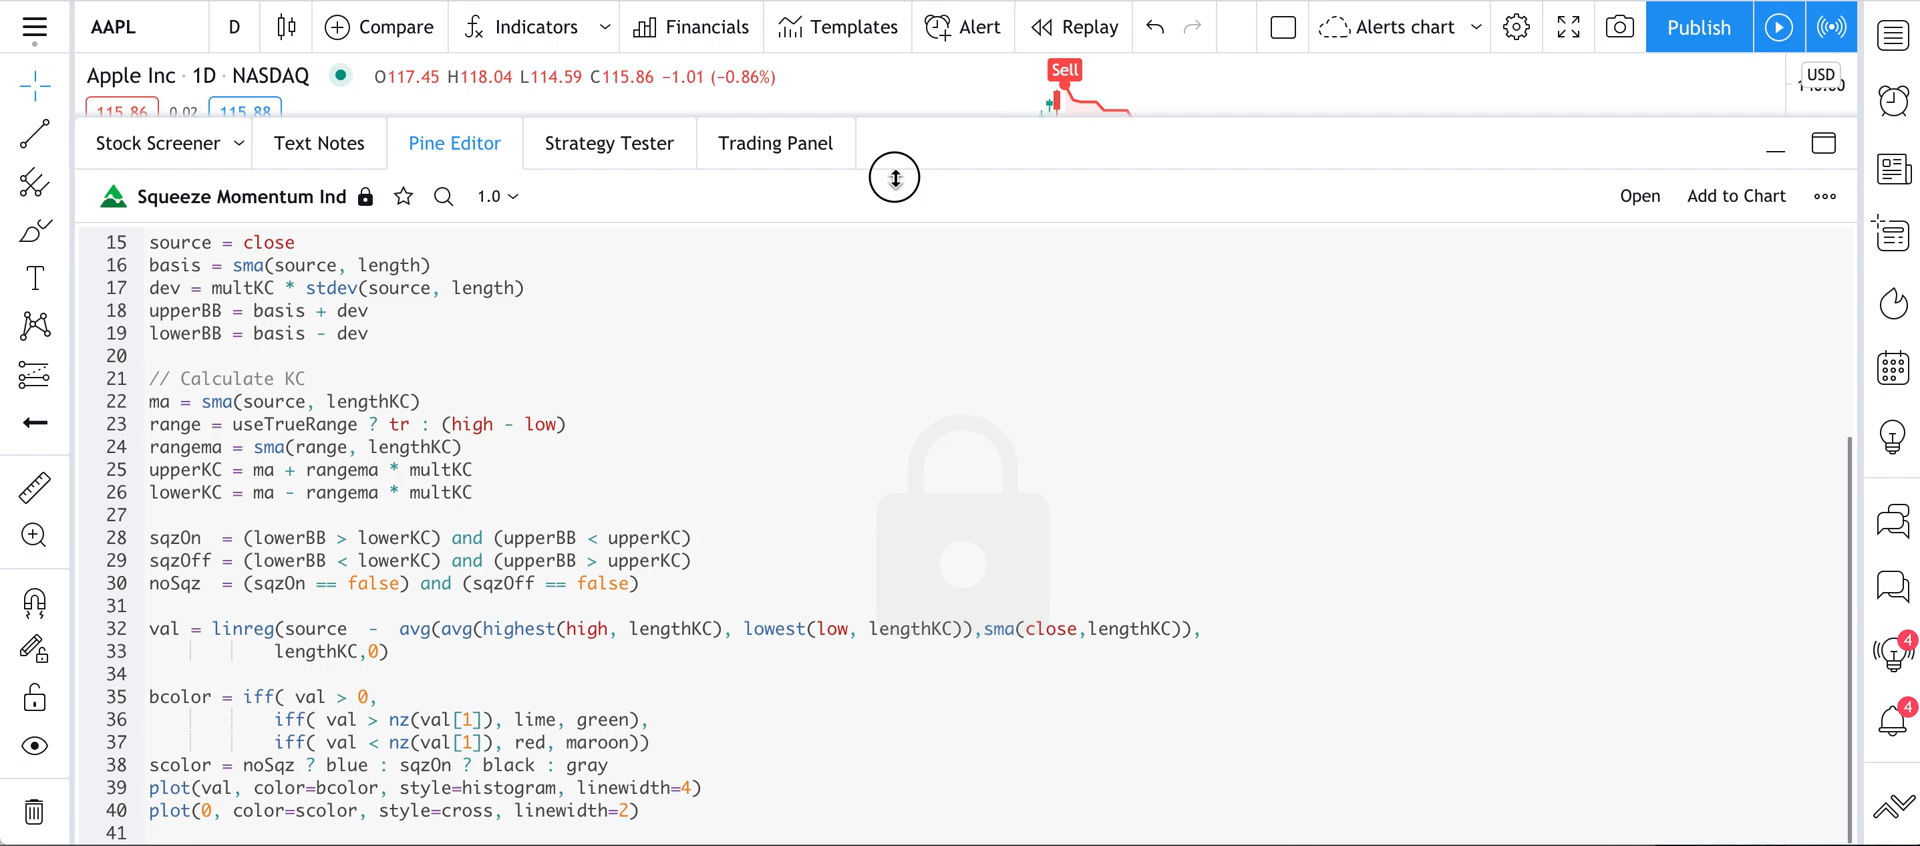 AAPL D Compare Indicators Financials Templates Alert Replay Alerts chart Publish
Apple Inc · 1D · NASDAQ O117.45 H118.04 L114.59 C115.86 −1.01 (−0.86%) Sell USD
115.86 0.02 115.88
Stock Screener Text Notes Pine Editor Strategy Tester Trading Panel
Squeeze Momentum Ind 1.0 Open Add to Chart
15 source = close
16 basis = sma(source, length)
17 dev = multKC * stdev(source, length)
18 upperBB = basis + dev
19 lowerBB = basis - dev
20
21 // Calculate KC
22 ma = sma(source, lengthKC)
23 range = useTrueRange ? tr : (high - low)
24 rangema = sma(range, lengthKC)
25 upperKC = ma + rangema * multKC
26 lowerKC = ma - rangema * multKC
27
28 sqzOn  = (lowerBB > lowerKC) and (upperBB < upperKC)
29 sqzOff = (lowerBB < lowerKC) and (upperBB > upperKC)
30 noSqz  = (sqzOn == false) and (sqzOff == false)
31
32 val = linreg(source  -  avg(avg(highest(high, lengthKC), lowest(low, lengthKC)),sma(close,lengthKC)),
33             lengthKC,0)
34
35 bcolor = iff( val > 0,
36             iff( val > nz(val[1]), lime, green),
37             iff( val < nz(val[1]), red, maroon))
38 scolor = noSqz ? blue : sqzOn ? black : gray
39 plot(val, color=bcolor, style=histogram, linewidth=4)
40 plot(0, color=scolor, style=cross, linewidth=2)
41
4
4